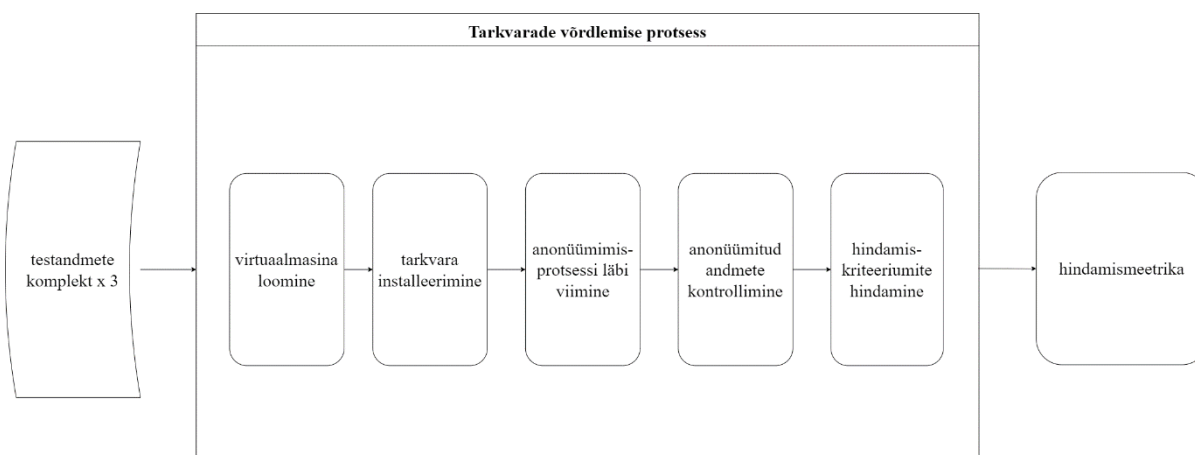 Tarkvarade võrdlemise protsess
testandmete
komplekt x 3
virtuaalmasina
loomine
tarkvara
installeerimine
anonüümimis-
protsessi läbi
viimine
anonüümitud
andmete
kontrollimine
hindamis-
kriteeriumite
hindamine
hindamismeetrika